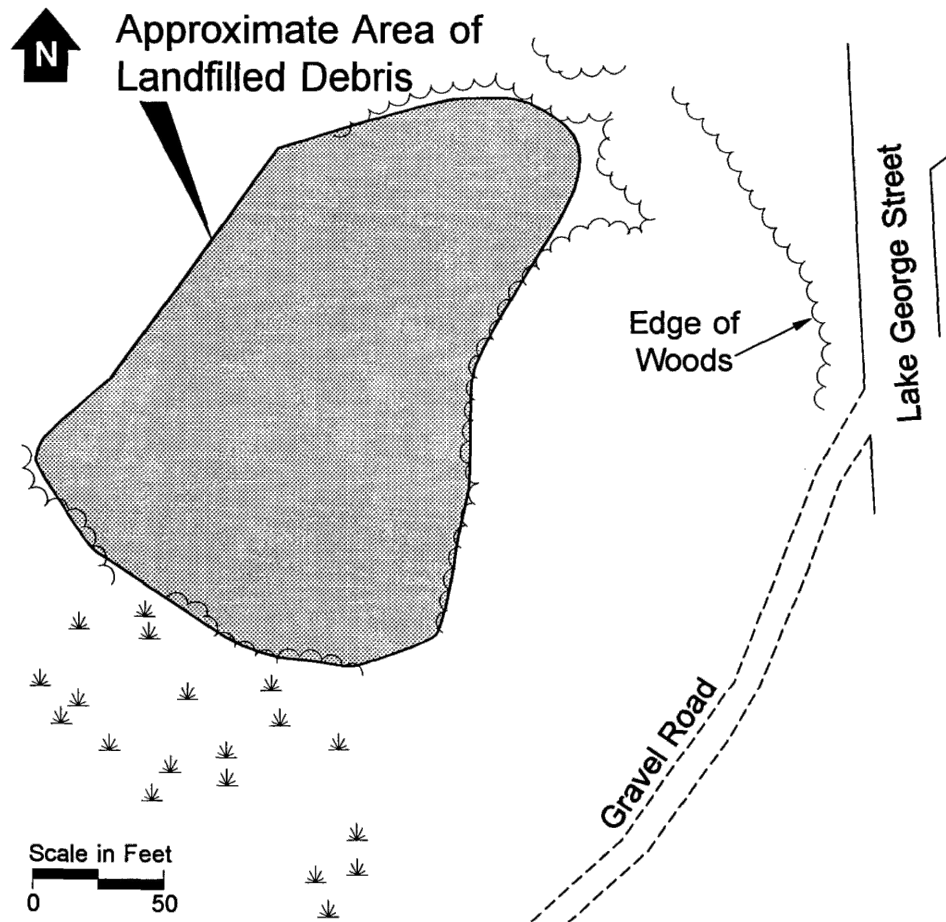 N
Approximate Area of
Landfilled Debris
Lake George Street
Edge of
Woods
Gravel Road
Scale in Feet
0 50